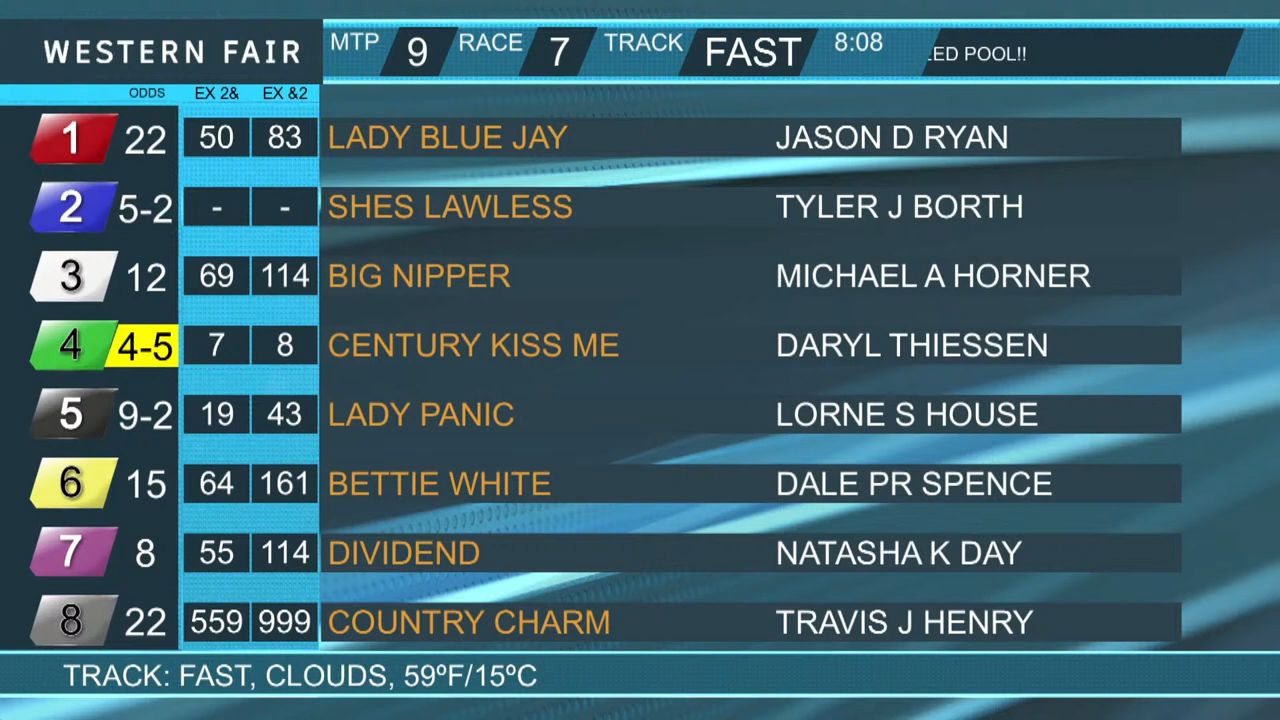 WESTERN FAIR MTP 9 RACE 7 TRACK FAST 8:08 ED POOL!!
ODDS EX 2& EX &2
1 22 50 83 LADY BLUE JAY JASON D RYAN
2 5-2 - - SHES LAWLESS TYLER J BORTH
3 12 69 114 BIG NIPPER MICHAEL A HORNER
4 4-5 7 8 CENTURY KISS ME DARYL THIESSEN
5 9-2 19 43 LADY PANIC LORNE S HOUSE
6 15 64 161 BETTIE WHITE DALE PR SPENCE
7 8 55 114 DIVIDEND NATASHA K DAY
8 22 559 999 COUNTRY CHARM TRAVIS J HENRY
TRACK: FAST, CLOUDS, 59ºF/15ºC